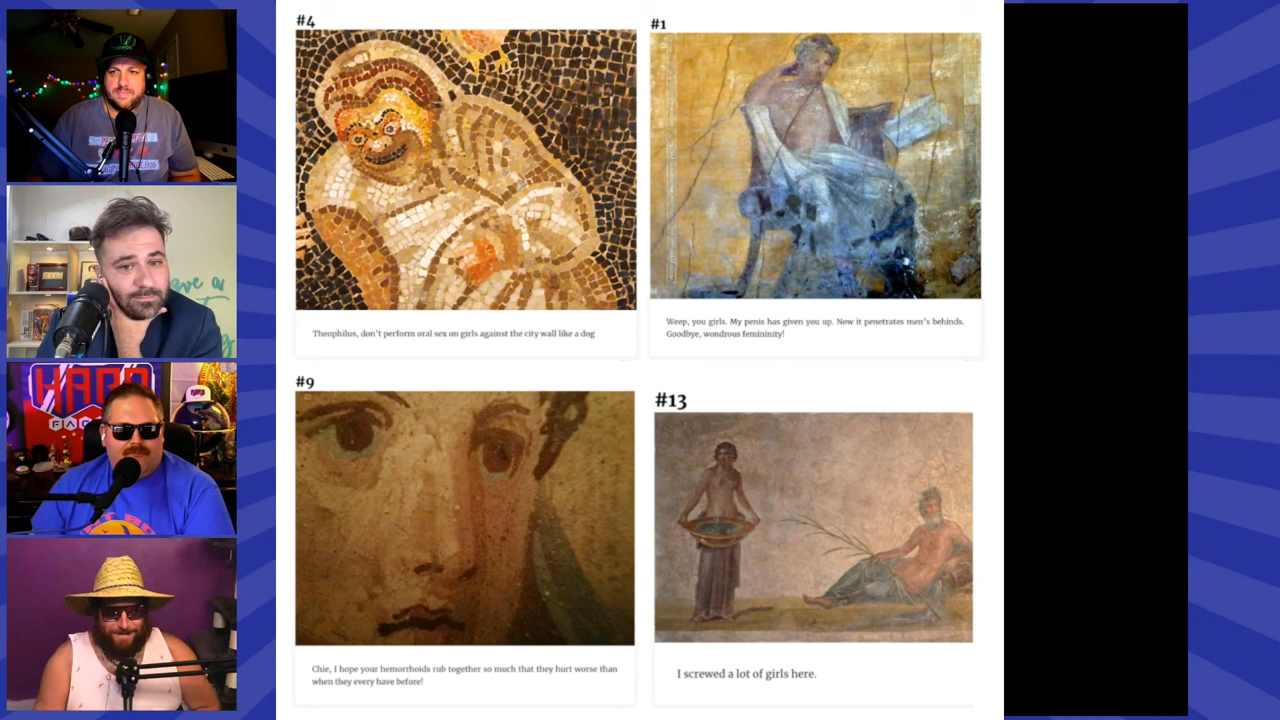 #4
Theophilus, don't perform oral sex on girls against the city wall like a dog
#1
Weep, you girls. My penis has given you up. Now it penetrates men's behinds.
Goodbye, wondrous femininity!
#9
Chie, I hope your hemorrhoids rub together so much that they hurt worse than
when they every have before!
#13
I screwed a lot of girls here.
HARD
FAC